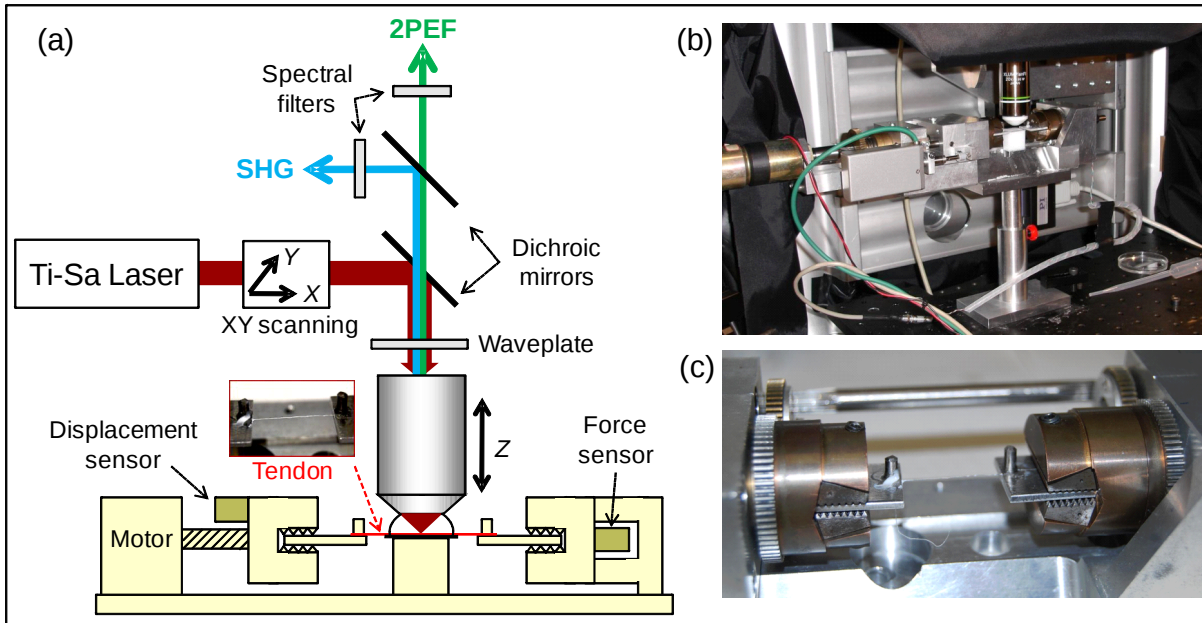 (a)
2PEF
Spectral
filters
SHG
Dichroic
mirrors
Ti-Sa Laser
Y
X
XY scanning
Waveplate
Z
Displacement
sensor
Tendon
Force
sensor
Motor
(b)
(c)